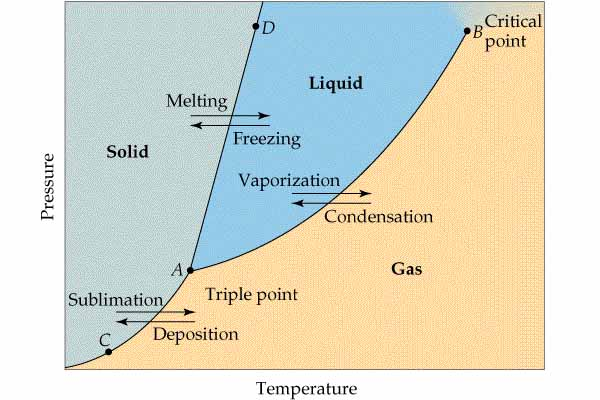 D
B Critical
point
Liquid
Melting
Freezing
Solid
Pressure
Vaporization
Condensation
A
Triple point
Gas
Sublimation
Deposition
C
Temperature